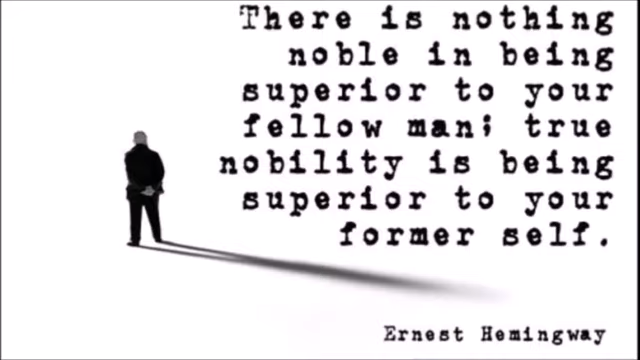 There is nothing
noble in being
superior to your
fellow man; true
nobility is being
superior to your
former self.
Ernest Hemingway